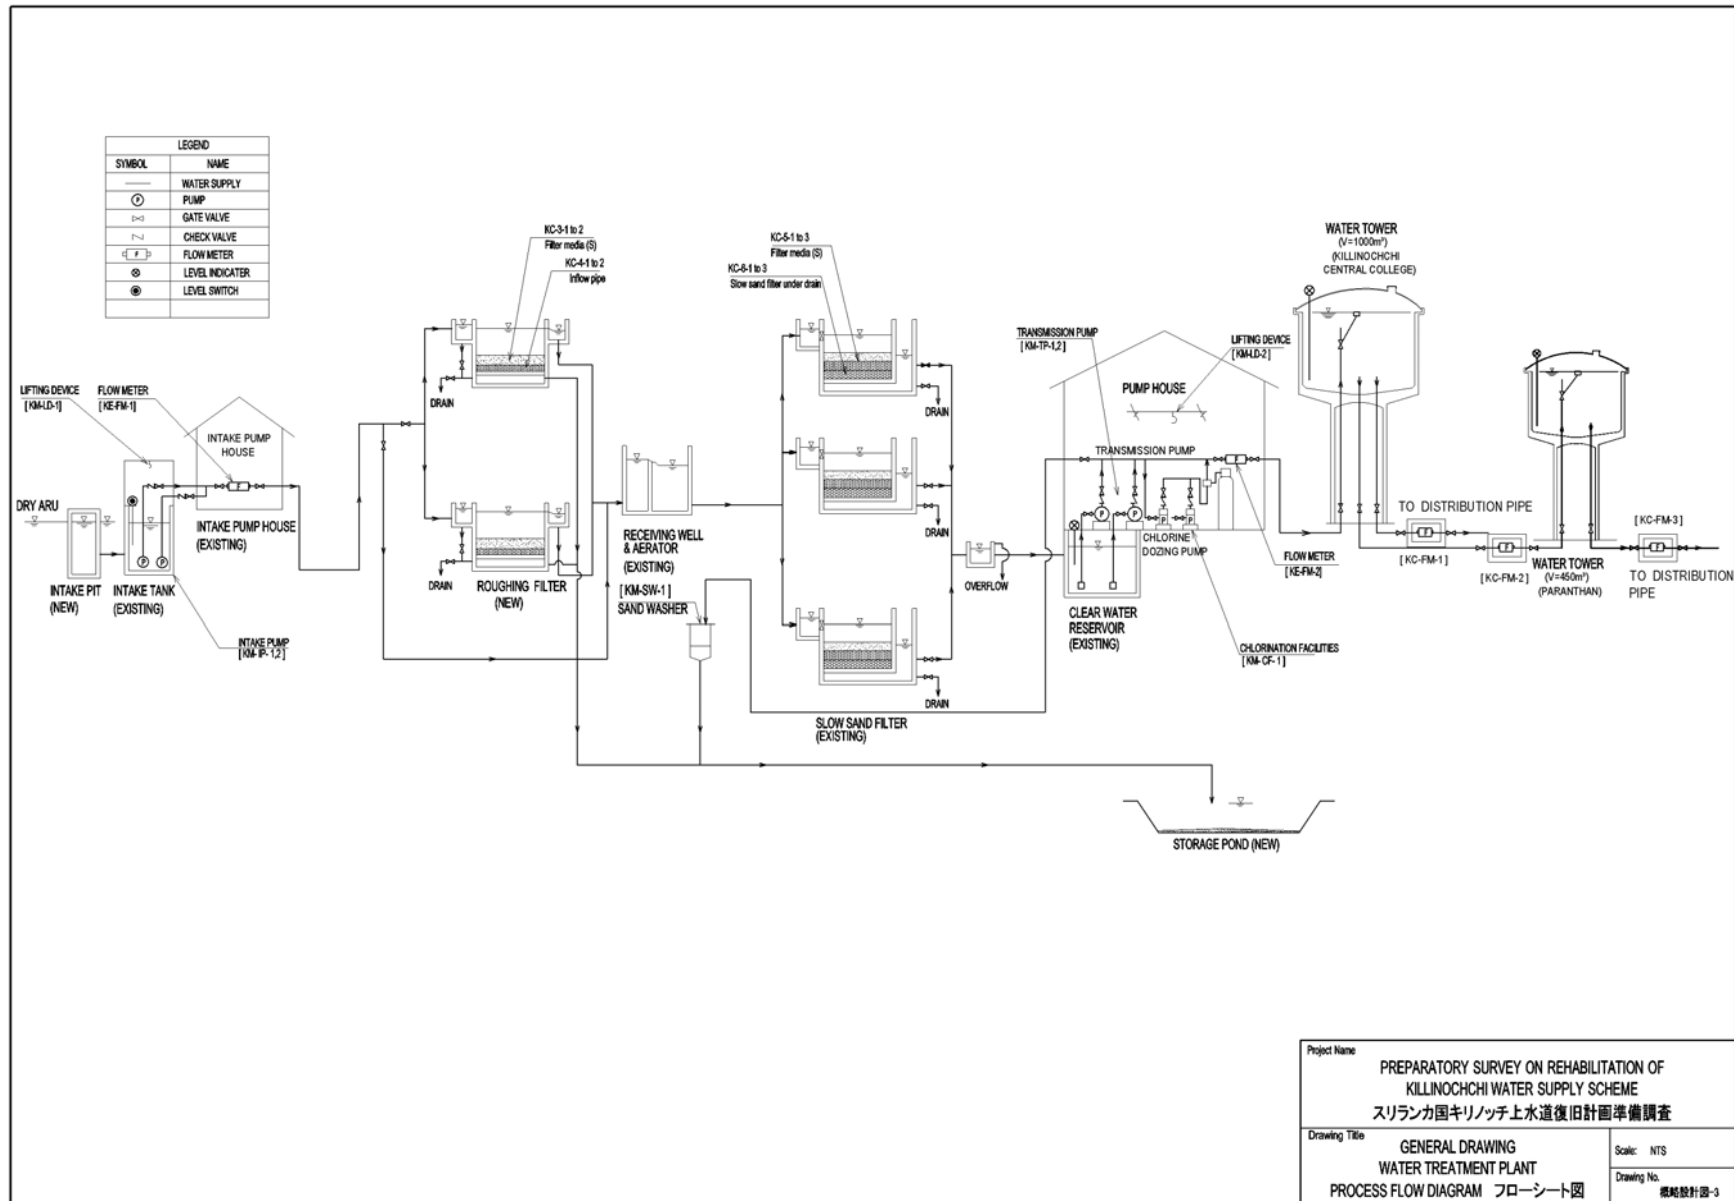 LEGEND
SYMBOL NAME
WATER SUPPLY
P PUMP
GATE VALVE
CHECK VALVE
F FLOW METER
LEVEL INDICATER
LEVEL SWITCH
KC-3-1 to 2
Filter media (S)
KC-4-1 to 2
Inflow pipe
KC-5-1 to 3
Filter media (S)
KC-6-1 to 3
Slow sand filter under drain
WATER TOWER
(V=1000m³)
(KILLINOCHCHI
CENTRAL COLLEGE)
TRANSMISSION PUMP
[ KM-TP-1,2 ]
LIFTING DEVICE
[ KM-LD-2 ]
PUMP HOUSE
LIFTING DEVICE
[ KM-LD-1 ]
FLOW METER
[ KE-FM-1 ]
INTAKE PUMP
HOUSE
DRAIN
DRAIN
TRANSMISSION PUMP
F
DRY ARU
F
INTAKE PUMP HOUSE
(EXISTING)
P P
INTAKE PIT
(NEW)
INTAKE TANK
(EXISTING)
INTAKE PUMP
[ KM- IP- 1,2 ]
DRAIN
ROUGHING FILTER
(NEW)
RECEIVING WELL
& AERATOR
(EXISTING)
[ KM-SW-1 ]
SAND WASHER
DRAIN
OVERFLOW
P P P P
CHLORINE
DOZING PUMP
CLEAR WATER
RESERVOIR
(EXISTING)
FLOW METER
[ KE-FM-2 ]
CHLORINATION FACILITIES
[ KM- CF- 1 ]
TO DISTRIBUTION PIPE
F
[ KC-FM-1 ]
F
[ KC-FM-2 ]
WATER TOWER
(V=450m³)
(PARANTHAN)
[ KC-FM-3 ]
F
TO DISTRIBUTION
PIPE
DRAIN
SLOW SAND FILTER
(EXISTING)
STORAGE POND (NEW)
Project Name
PREPARATORY SURVEY ON REHABILITATION OF
KILLINOCHCHI WATER SUPPLY SCHEME
スリランカ国キリノッチ上水道復旧計画準備調査
Drawing Title
GENERAL DRAWING
WATER TREATMENT PLANT
PROCESS FLOW DIAGRAM フローシート図
Scale: NTS
Drawing No.
概略設計図-3